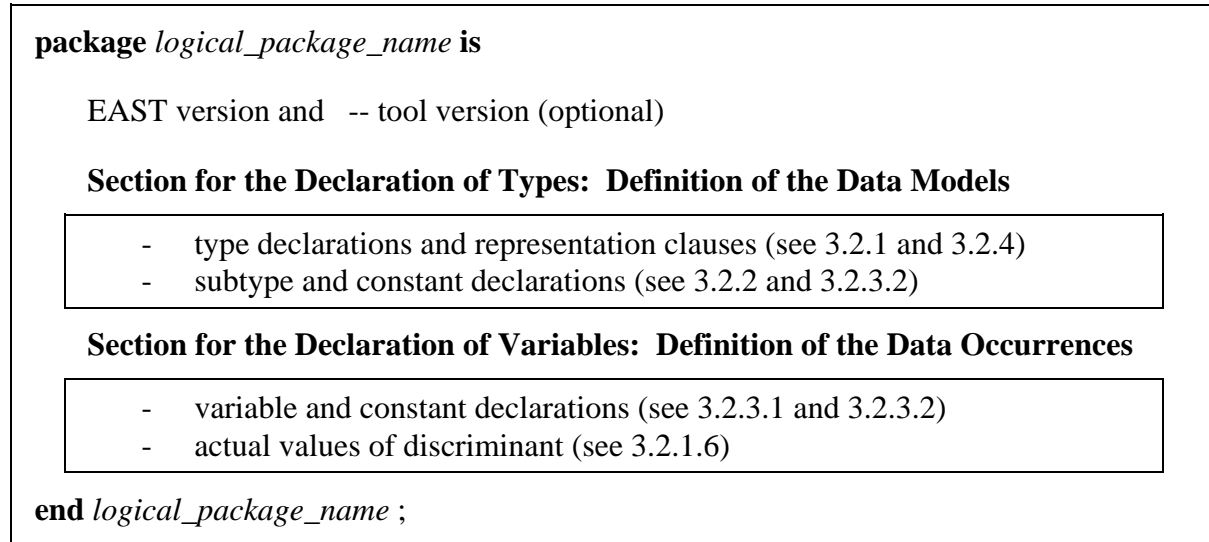 package logical_package_name is
EAST version and -- tool version (optional)
Section for the Declaration of Types: Definition of the Data Models
- type declarations and representation clauses (see 3.2.1 and 3.2.4)
- subtype and constant declarations (see 3.2.2 and 3.2.3.2)
Section for the Declaration of Variables: Definition of the Data Occurrences
- variable and constant declarations (see 3.2.3.1 and 3.2.3.2)
- actual values of discriminant (see 3.2.1.6)
end logical_package_name ;